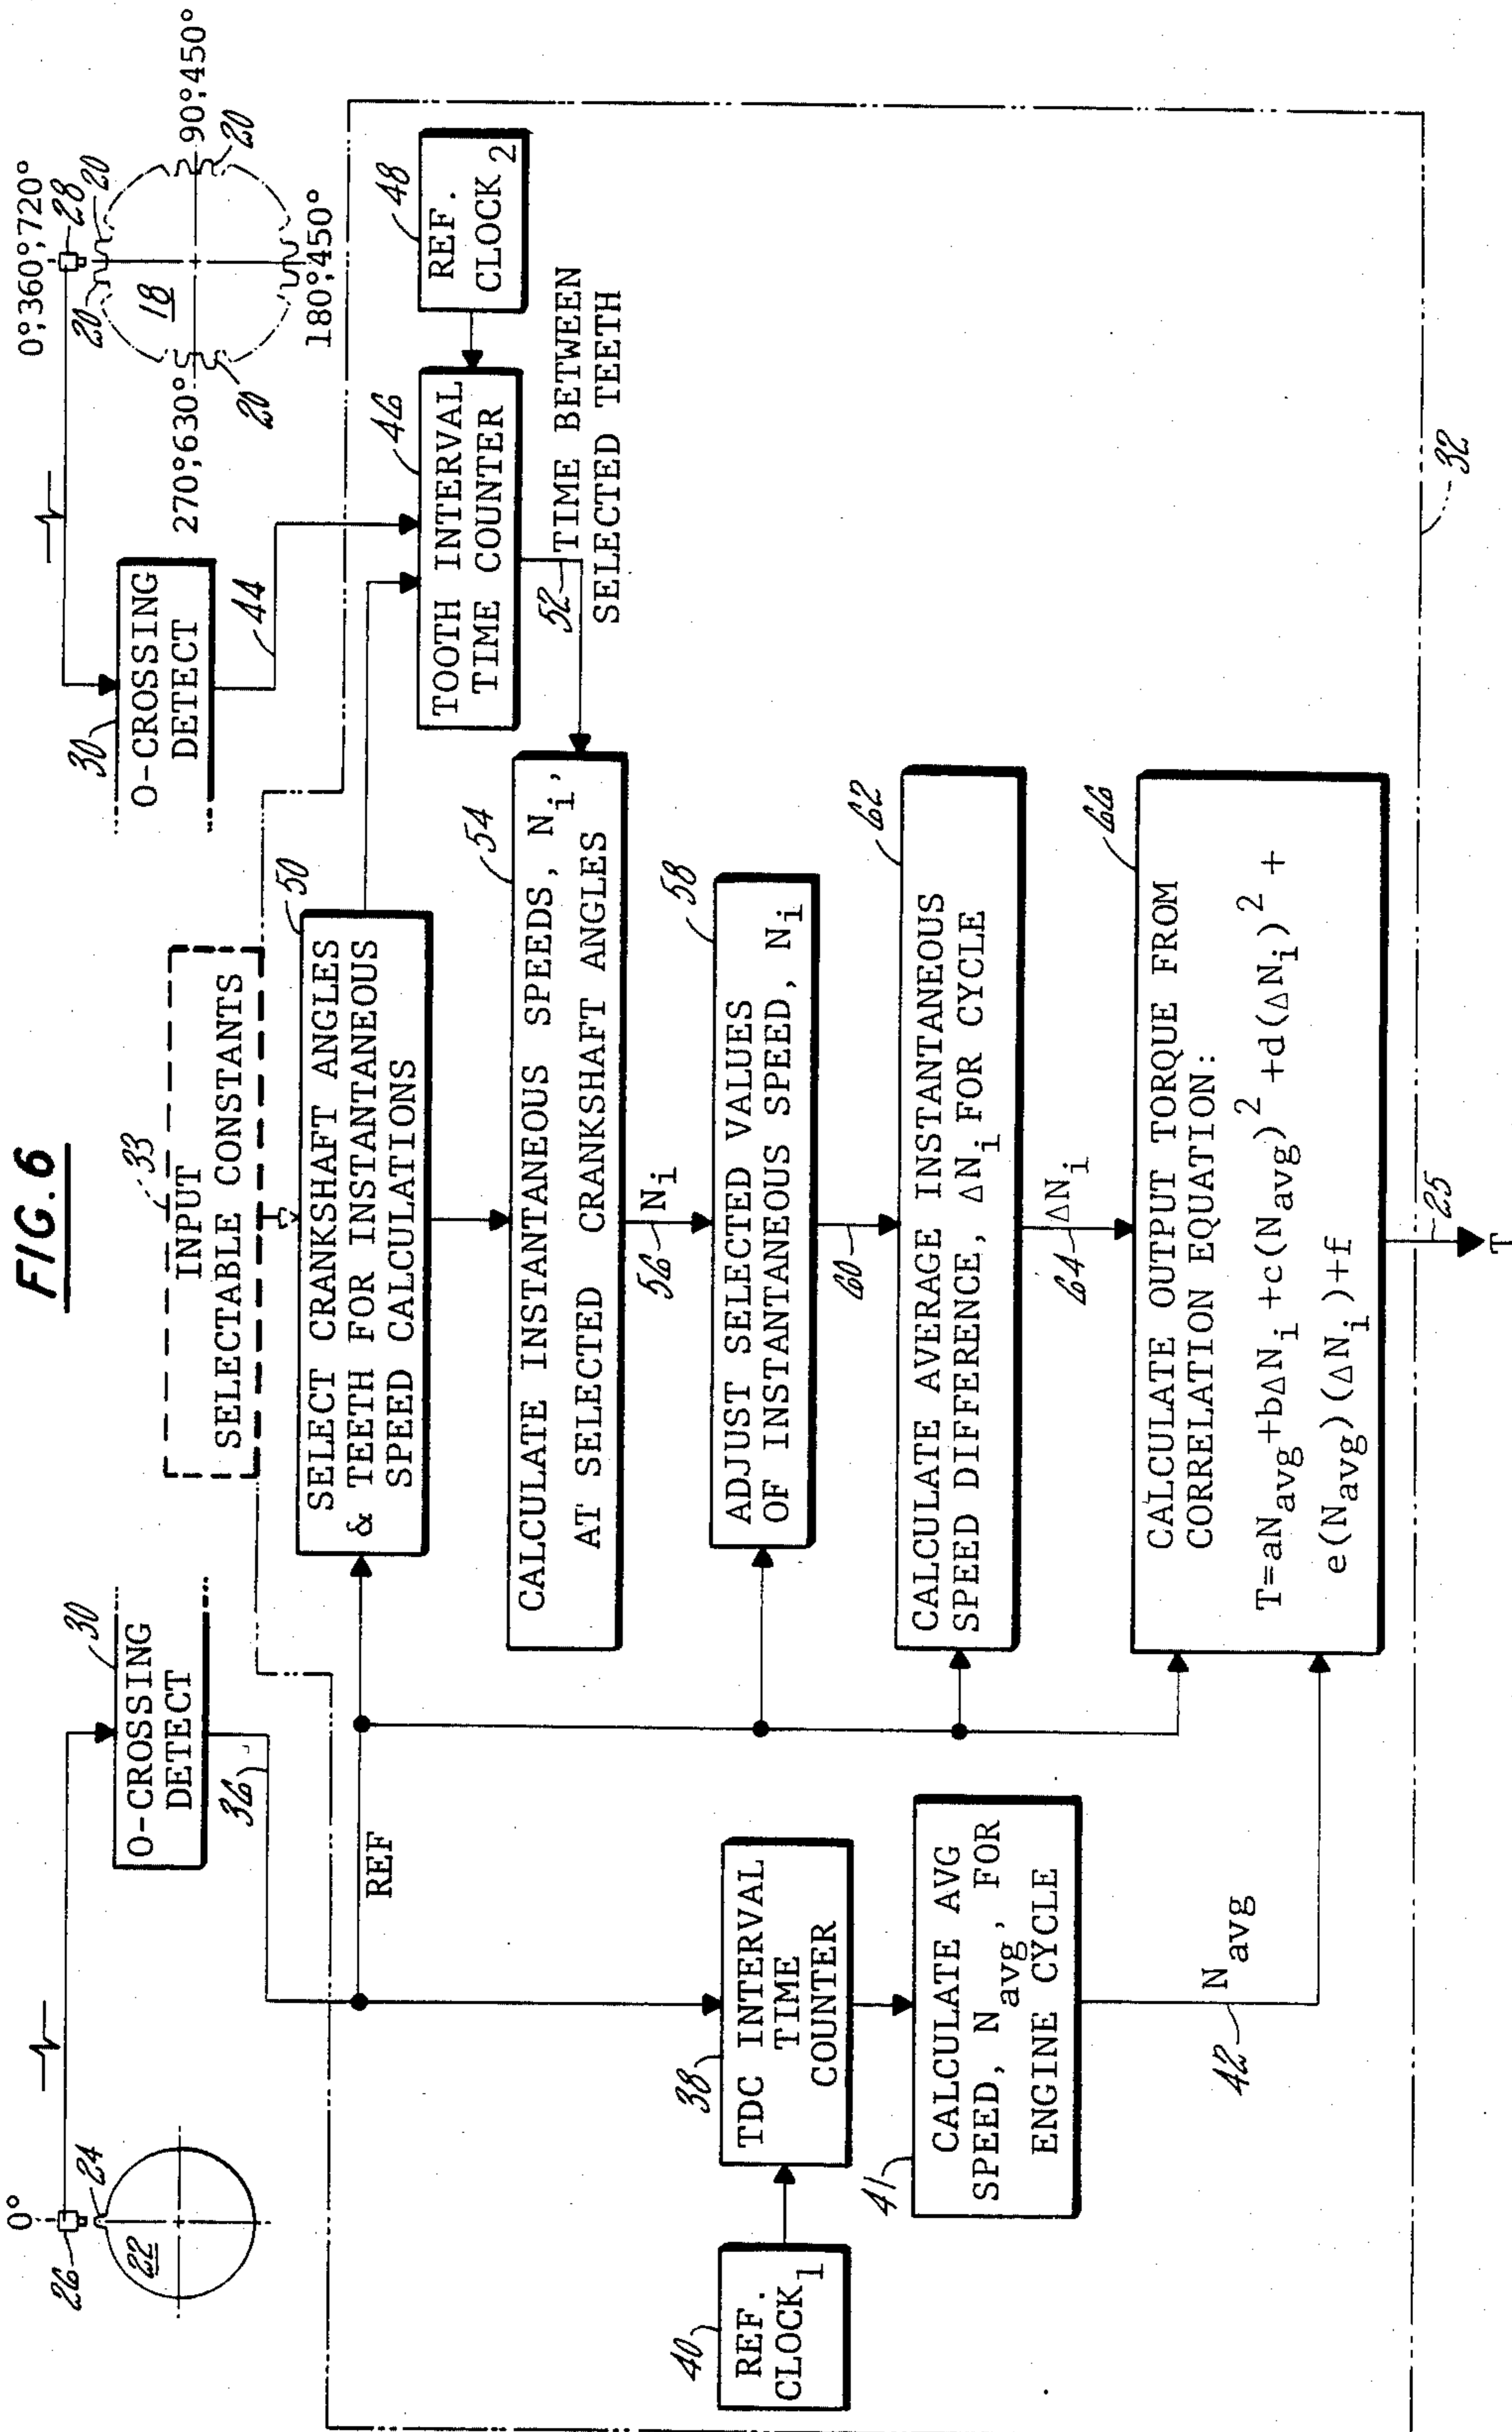 FIG. 6
0°
26
24
22
30
O-CROSSING
DETECT
36
REF
33
INPUT
SELECTABLE CONSTANTS
30
O-CROSSING
DETECT
44
0°,360°,720°
28
20
20
18
90°,450°
20
270°,630°
20
180°,450°
50
SELECT CRANKSHAFT ANGLES
& TEETH FOR INSTANTANEOUS
SPEED CALCULATIONS
46
TOOTH INTERVAL
TIME COUNTER
48
REF.
CLOCK 2
52
TIME BETWEEN
SELECTED TEETH
54
CALCULATE INSTANTANEOUS SPEEDS, Ni,
AT SELECTED CRANKSHAFT ANGLES
56
Ni
58
ADJUST SELECTED VALUES
OF INSTANTANEOUS SPEED, Ni
60
40
REF.
CLOCK 1
38
TDC INTERVAL
TIME
COUNTER
41
CALCULATE AVG
SPEED, Navg, FOR
ENGINE CYCLE
42
Navg
62
CALCULATE AVERAGE INSTANTANEOUS
SPEED DIFFERENCE, ΔNi FOR CYCLE
64
ΔNi
66
CALCULATE OUTPUT TORQUE FROM
CORRELATION EQUATION:
T=aNavg+bΔNi+c(Navg)²+d(ΔNi)²+
e(Navg)(ΔNi)+f
32
25
T